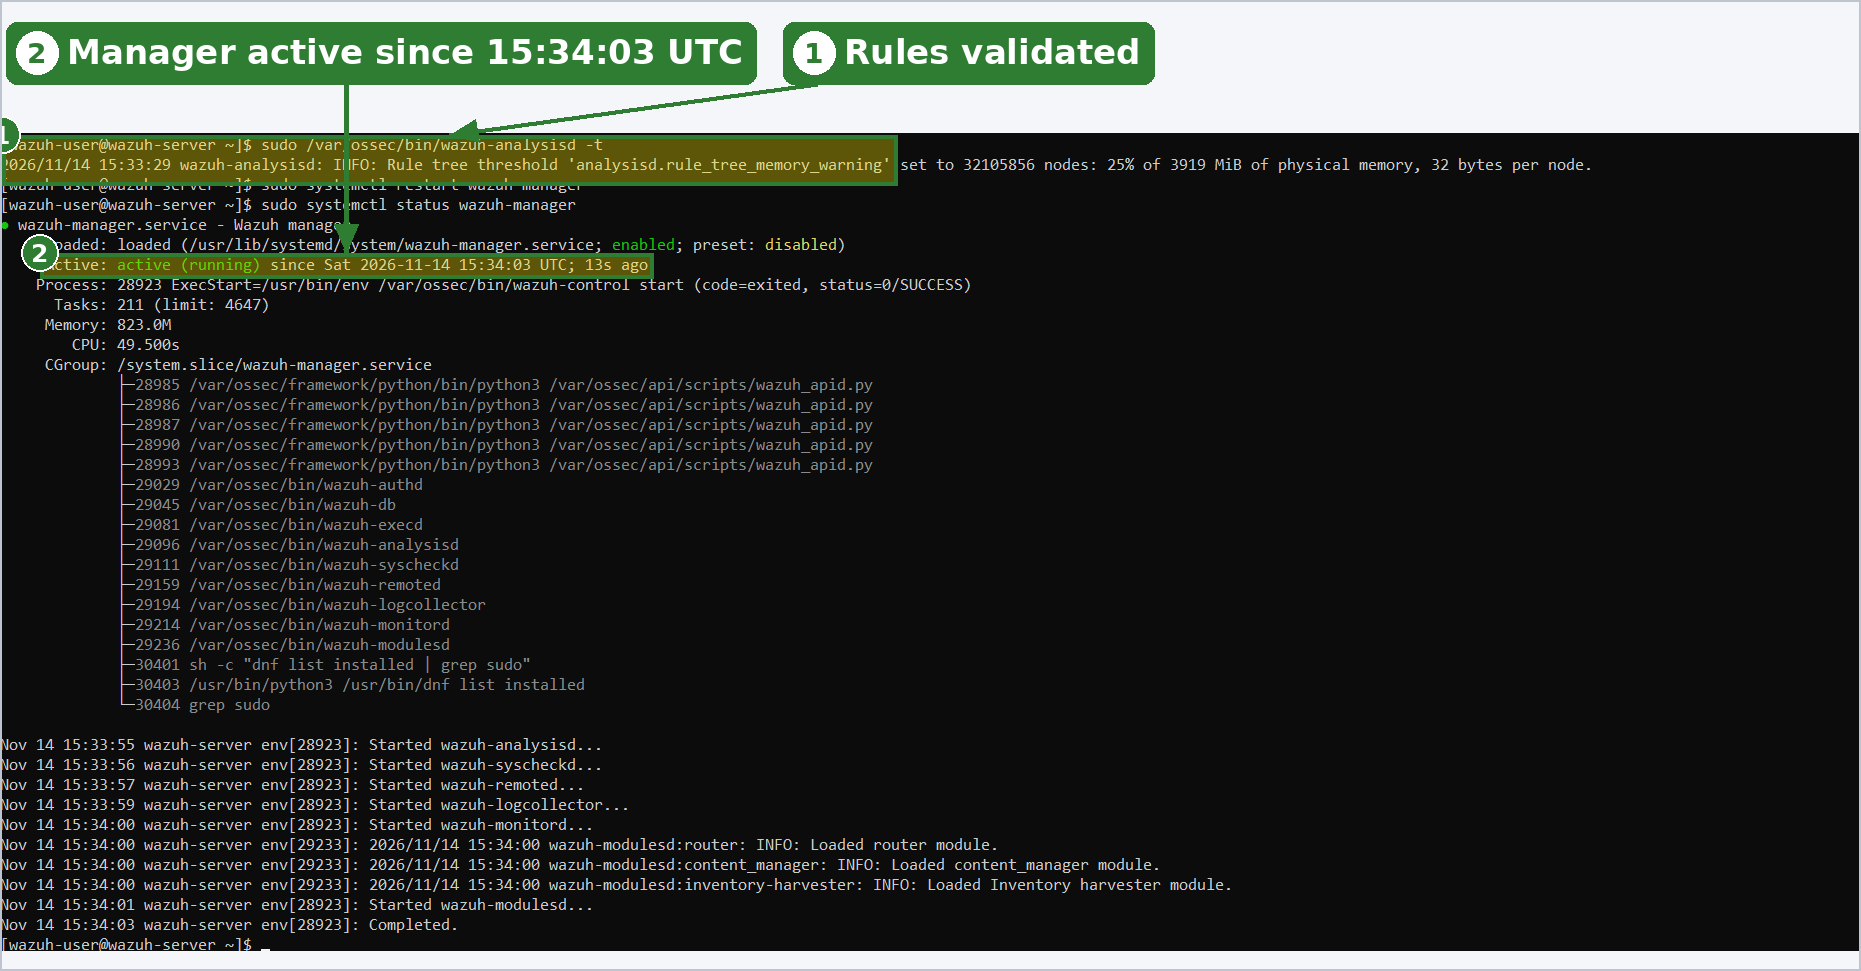 2 Manager active since 15:34:03 UTC
1 Rules validated
1
wazuh-user@wazuh-server ~]$ sudo /var/ossec/bin/wazuh-analysisd -t
2026/11/14 15:33:29 wazuh-analysisd: INFO: Rule tree threshold 'analysisd.rule_tree_memory_warning' set to 32105856 nodes: 25% of 3919 MiB of physical memory, 32 bytes per node.
[wazuh-user@wazuh-server ~]$ sudo systemctl restart wazuh-manager
[wazuh-user@wazuh-server ~]$ sudo systemctl status wazuh-manager
● wazuh-manager.service - Wazuh manager
2
oaded: loaded (/usr/lib/systemd/system/wazuh-manager.service; enabled; preset: disabled)
ctive: active (running) since Sat 2026-11-14 15:34:03 UTC; 13s ago
Process: 28923 ExecStart=/usr/bin/env /var/ossec/bin/wazuh-control start (code=exited, status=0/SUCCESS)
Tasks: 211 (limit: 4647)
Memory: 823.0M
CPU: 49.500s
CGroup: /system.slice/wazuh-manager.service
├─28985 /var/ossec/framework/python/bin/python3 /var/ossec/api/scripts/wazuh_apid.py
├─28986 /var/ossec/framework/python/bin/python3 /var/ossec/api/scripts/wazuh_apid.py
├─28987 /var/ossec/framework/python/bin/python3 /var/ossec/api/scripts/wazuh_apid.py
├─28990 /var/ossec/framework/python/bin/python3 /var/ossec/api/scripts/wazuh_apid.py
├─28993 /var/ossec/framework/python/bin/python3 /var/ossec/api/scripts/wazuh_apid.py
├─29029 /var/ossec/bin/wazuh-authd
├─29045 /var/ossec/bin/wazuh-db
├─29081 /var/ossec/bin/wazuh-execd
├─29096 /var/ossec/bin/wazuh-analysisd
├─29111 /var/ossec/bin/wazuh-syscheckd
├─29159 /var/ossec/bin/wazuh-remoted
├─29194 /var/ossec/bin/wazuh-logcollector
├─29214 /var/ossec/bin/wazuh-monitord
├─29236 /var/ossec/bin/wazuh-modulesd
├─30401 sh -c "dnf list installed | grep sudo"
├─30403 /usr/bin/python3 /usr/bin/dnf list installed
└─30404 grep sudo
Nov 14 15:33:55 wazuh-server env[28923]: Started wazuh-analysisd...
Nov 14 15:33:56 wazuh-server env[28923]: Started wazuh-syscheckd...
Nov 14 15:33:57 wazuh-server env[28923]: Started wazuh-remoted...
Nov 14 15:33:59 wazuh-server env[28923]: Started wazuh-logcollector...
Nov 14 15:34:00 wazuh-server env[28923]: Started wazuh-monitord...
Nov 14 15:34:00 wazuh-server env[29233]: 2026/11/14 15:34:00 wazuh-modulesd:router: INFO: Loaded router module.
Nov 14 15:34:00 wazuh-server env[29233]: 2026/11/14 15:34:00 wazuh-modulesd:content_manager: INFO: Loaded content_manager module.
Nov 14 15:34:00 wazuh-server env[29233]: 2026/11/14 15:34:00 wazuh-modulesd:inventory-harvester: INFO: Loaded Inventory harvester module.
Nov 14 15:34:01 wazuh-server env[28923]: Started wazuh-modulesd...
Nov 14 15:34:03 wazuh-server env[28923]: Completed.
[wazuh-user@wazuh-server ~]$ _